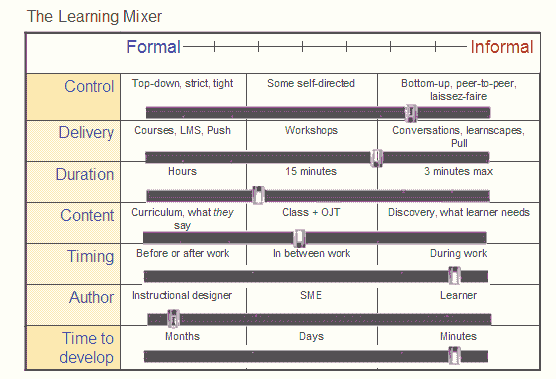 The Learning Mixer
Formal Informal
Control Top-down, strict, tight Some self-directed Bottom-up, peer-to-peer,
laissez-faire
Delivery Courses, LMS, Push Workshops Conversations, learnscapes,
Pull
Duration Hours 15 minutes 3 minutes max
Content Curriculum, what they Class + OJT Discovery, what learner needs
say
Timing Before or after work In between work During work
Author Instructional designer SME Learner
Time to Months Days Minutes
develop